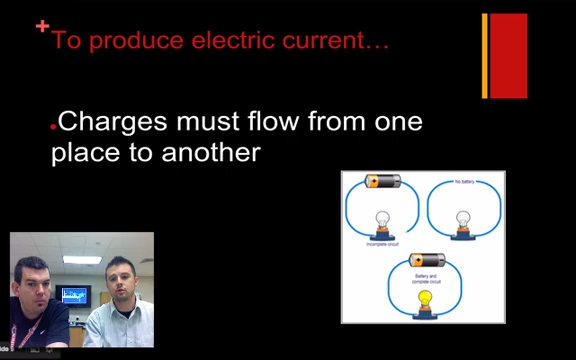 To produce electric current…
Charges must flow from one
place to another
Incomplete circuit
No battery
Battery and
complete circuit